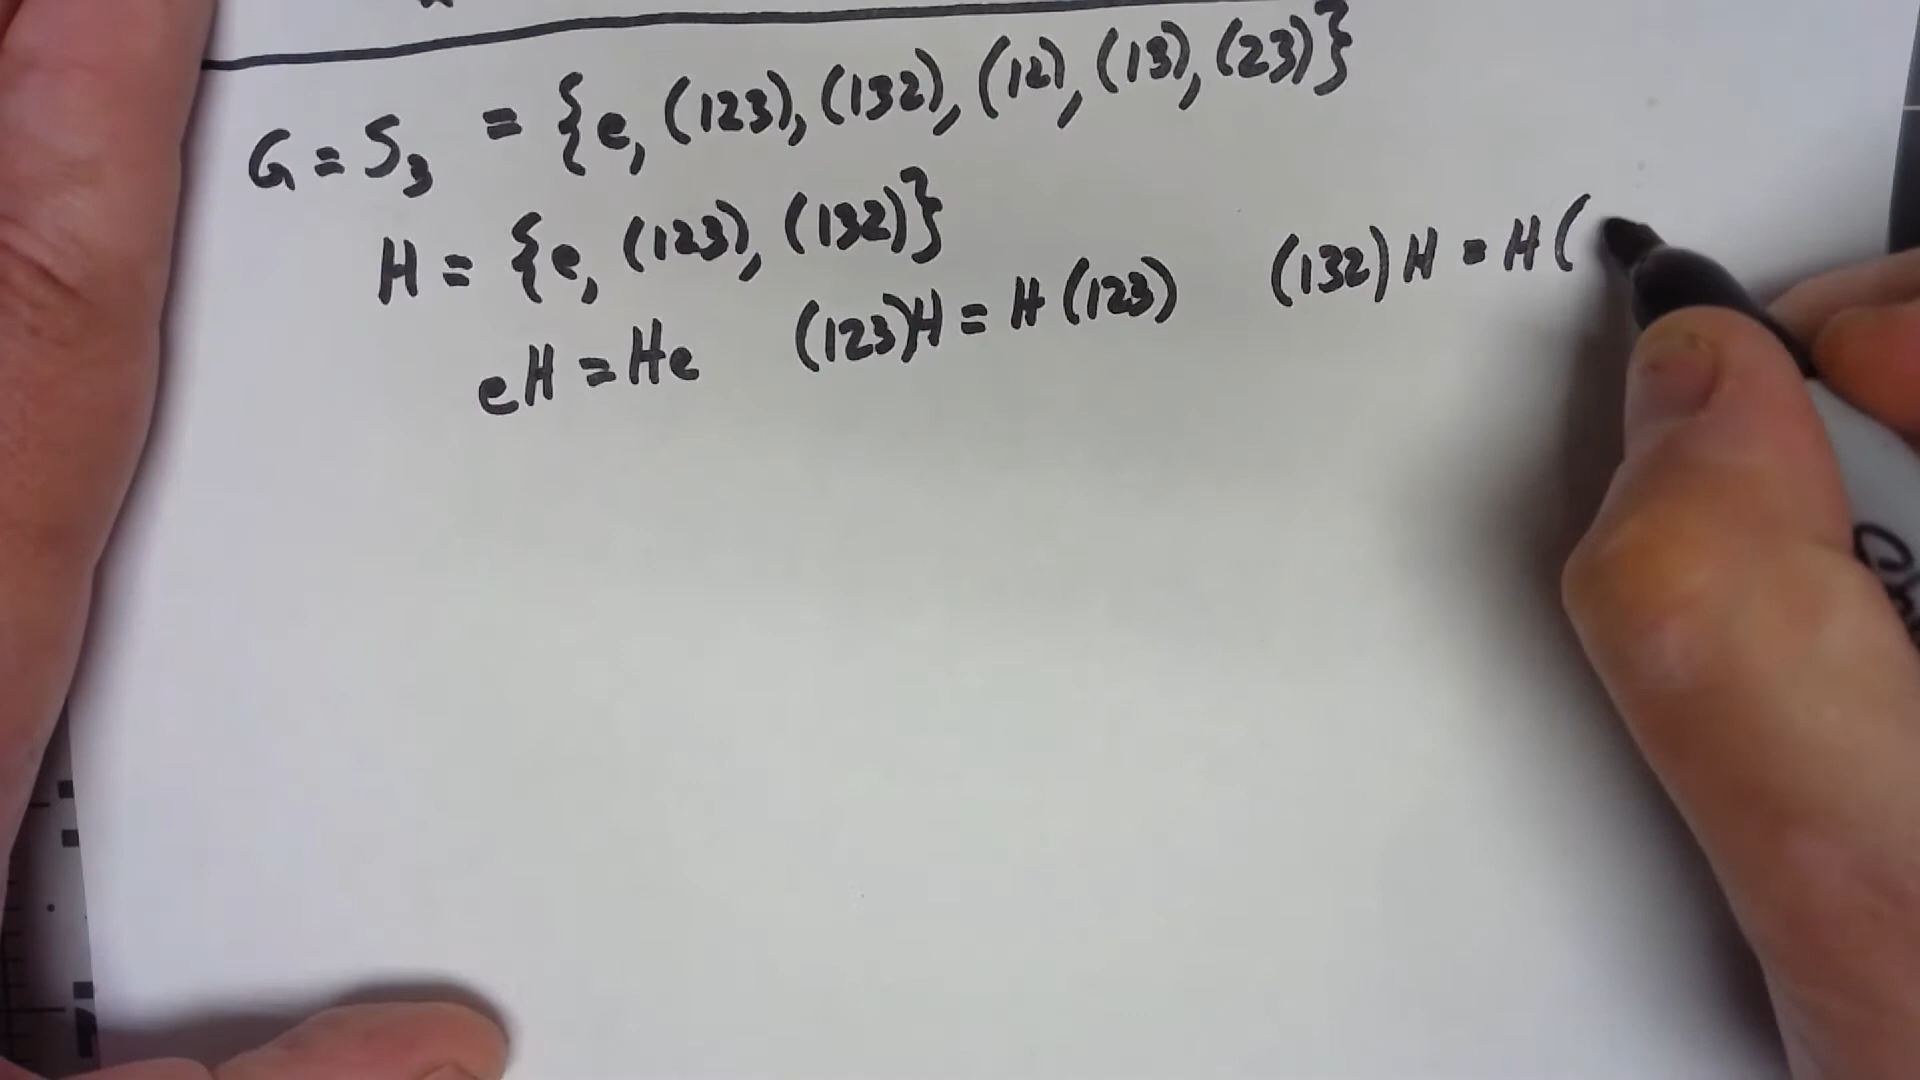 G = S₃ = {e, (123), (132), (12), (13), (23)}
H = {e, (123), (132)}
eH = He (123)H = H(123) (132)H = H(